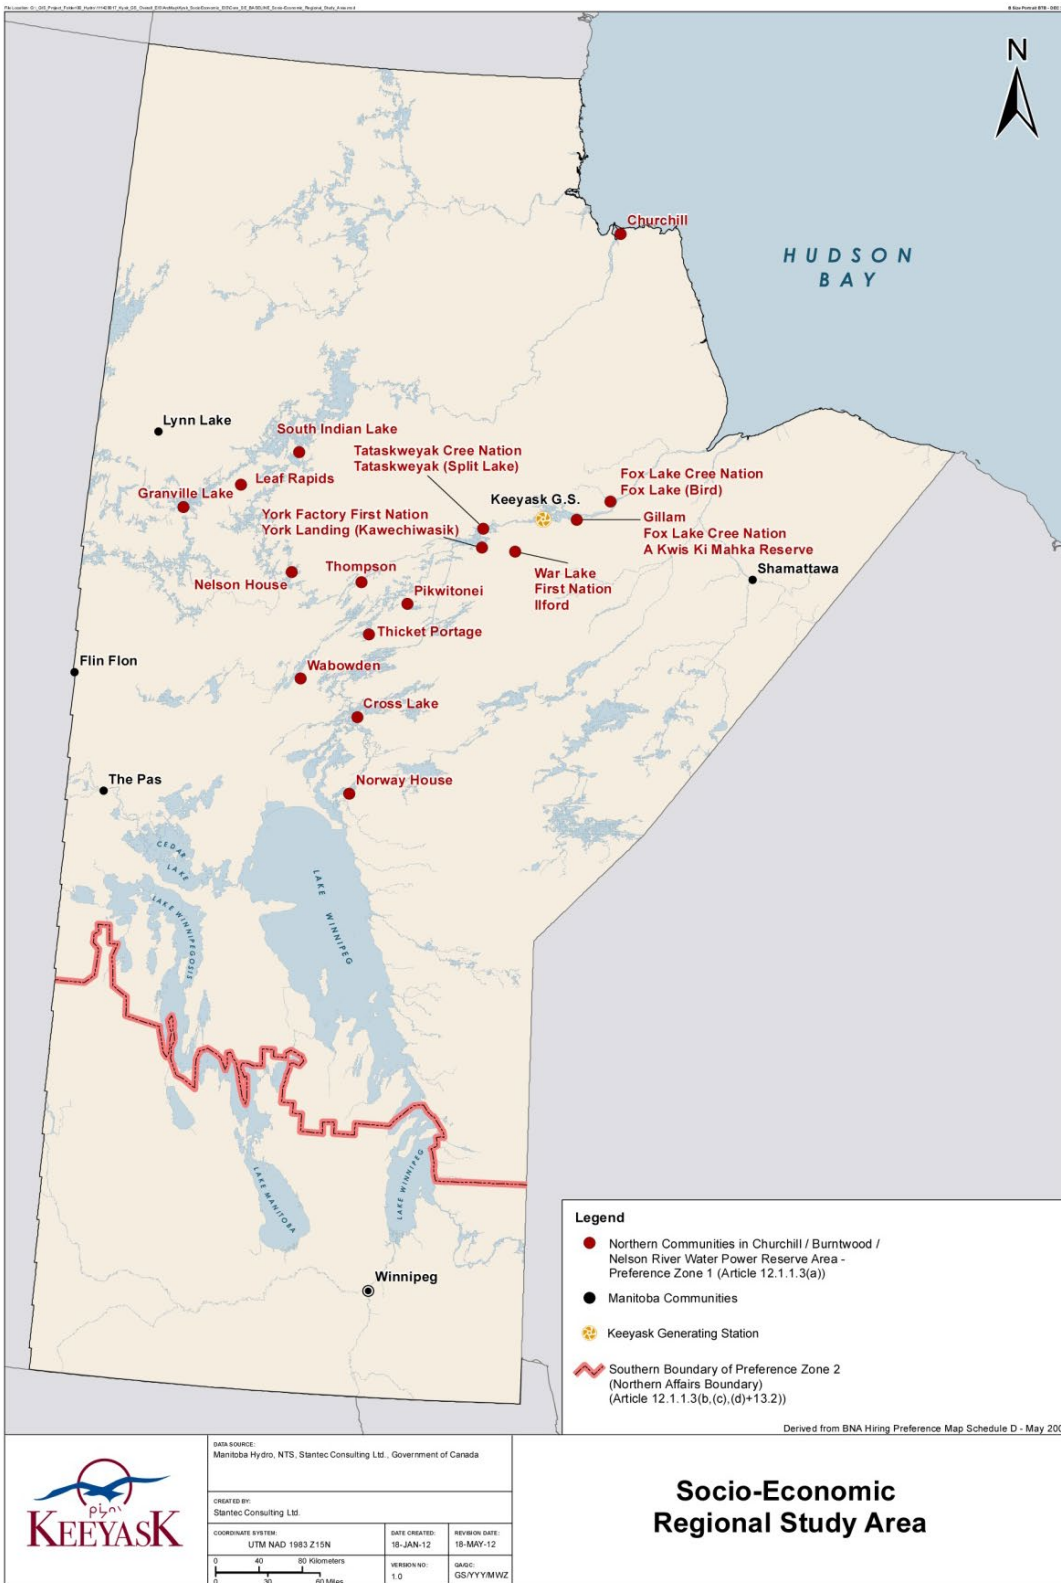 N
Churchill
HUDSON
BAY
Lynn Lake
South Indian Lake
Tataskweyak Cree Nation
Tataskweyak (Split Lake)
Leaf Rapids
Granville Lake
Fox Lake Cree Nation
Fox Lake (Bird)
Keeyask G.S.
York Factory First Nation
York Landing (Kawechiwasik)
Gillam
Fox Lake Cree Nation
A Kwis Ki Mahka Reserve
Shamattawa
War Lake
First Nation
Ilford
Thompson
Nelson House
Pikwitonei
Thicket Portage
Flin Flon
Wabowden
Cross Lake
The Pas
Norway House
CEDAR
LAKE
LAKE WINNIPEG
LAKE WINNIPEGOSIS
LAKE MANITOBA
LAKE WINNIPEG
Winnipeg
Legend
Northern Communities in Churchill / Burntwood /
Nelson River Water Power Reserve Area -
Preference Zone 1 (Article 12.1.1.3(a))
Manitoba Communities
Keeyask Generating Station
Southern Boundary of Preference Zone 2
(Northern Affairs Boundary)
(Article 12.1.1.3(b,(c),(d)+13.2))
Derived from BNA Hiring Preference Map Schedule D - May
KEEYASK
DATA SOURCE:
Manitoba Hydro, NTS, Stantec Consulting Ltd., Government of Canada
CREATED BY:
Stantec Consulting Ltd.
COORDINATE SYSTEM:
UTM NAD 1983 Z15N
DATE CREATED:
18-JAN-12
REVISION DATE:
18-MAY-12
0 40 80 Kilometers
0 30 60 Miles
VERSION NO:
1.0
QA/QC:
GS/YYY/MWZ
Socio-Economic
Regional Study Area